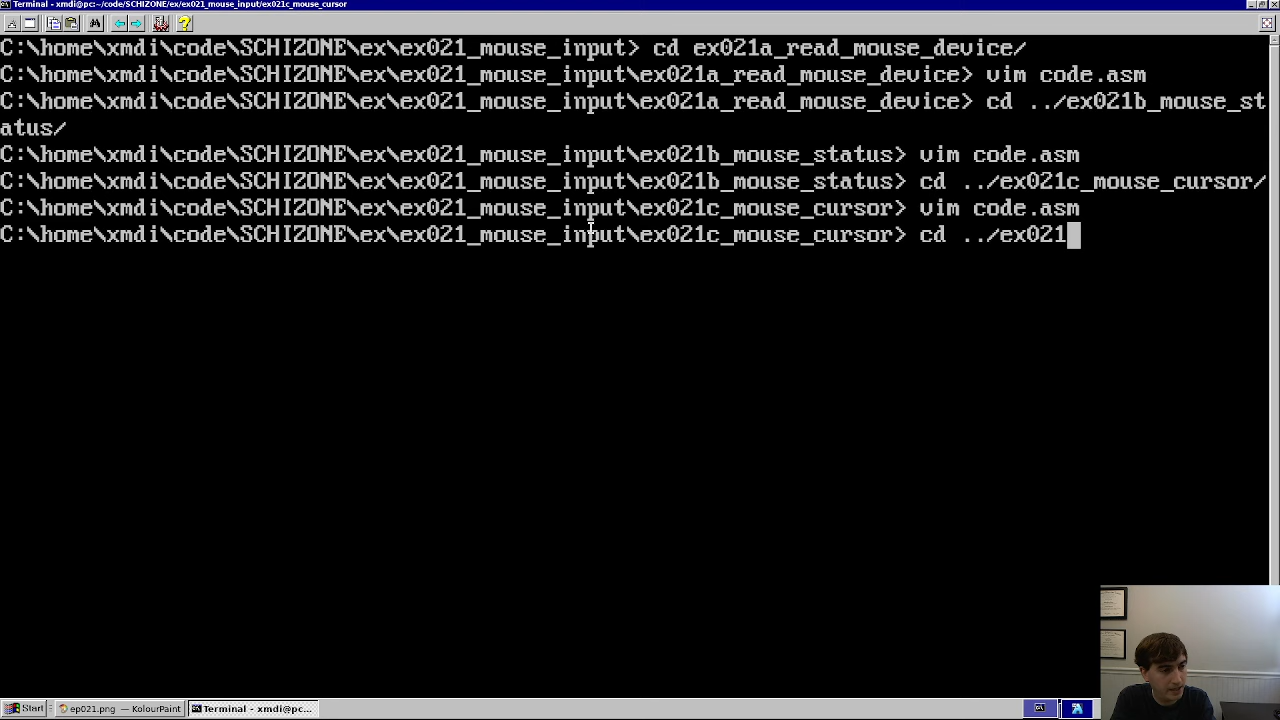 Terminal - xmdi@pc:~/code/SCHIZONE/ex/ex021_mouse_input/ex021c_mouse_cursor
C:\home\xmdi\code\SCHIZONE\ex\ex021_mouse_input> cd ex021a_read_mouse_device/
C:\home\xmdi\code\SCHIZONE\ex\ex021_mouse_input\ex021a_read_mouse_device> vim code.asm
C:\home\xmdi\code\SCHIZONE\ex\ex021_mouse_input\ex021a_read_mouse_device> cd ../ex021b_mouse_st
atus/
C:\home\xmdi\code\SCHIZONE\ex\ex021_mouse_input\ex021b_mouse_status> vim code.asm
C:\home\xmdi\code\SCHIZONE\ex\ex021_mouse_input\ex021b_mouse_status> cd ../ex021c_mouse_cursor/
C:\home\xmdi\code\SCHIZONE\ex\ex021_mouse_input\ex021c_mouse_cursor> vim code.asm
C:\home\xmdi\code\SCHIZONE\ex\ex021_mouse_input\ex021c_mouse_cursor> cd ../ex021
Start ep021.png — KolourPaint Terminal - xmdi@pc:~/...